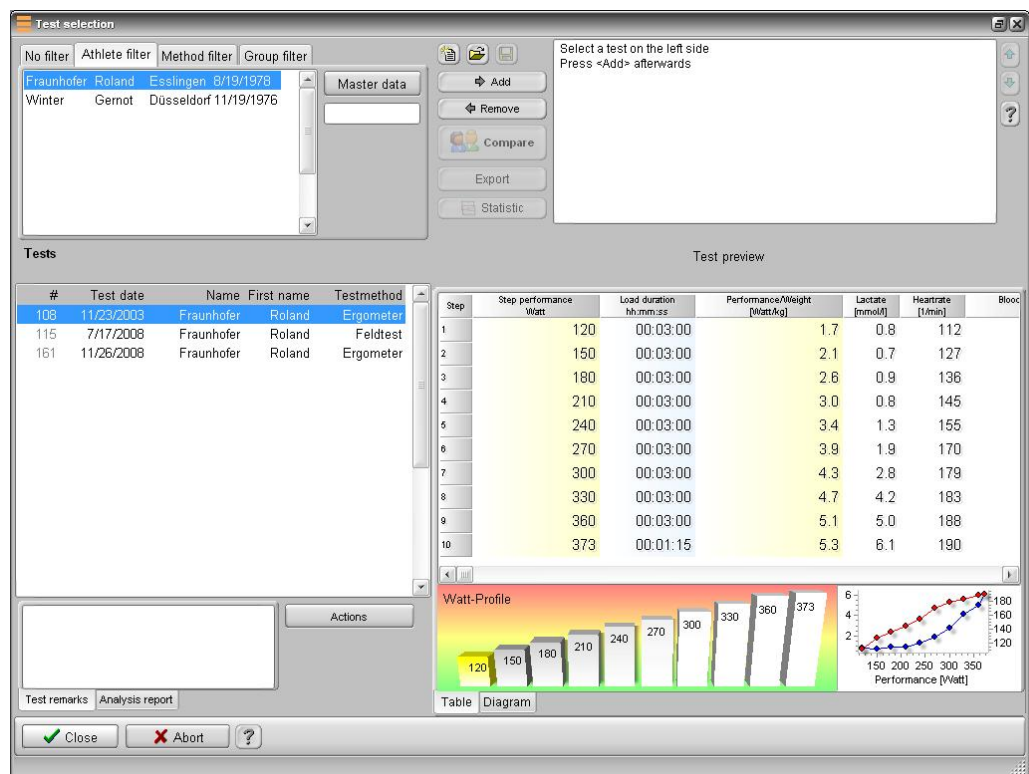 Test selection
No filter Athlete filter Method filter Group filter
Fraunhofer Roland Esslingen 8/19/1978
Winter Gernot Düsseldorf 11/19/1976
Master data
Add
Remove
Compare
Export
Statistic
Select a test on the left side
Press <Add> afterwards
?
Tests
Test preview
# Test date Name First name Testmethod
108 11/23/2003 Fraunhofer Roland Ergometer
115 7/17/2008 Fraunhofer Roland Feldtest
161 11/26/2008 Fraunhofer Roland Ergometer
Step Step performance Load duration Performance/Weight Lactate Heartrate Blood
Watt hh:mm:ss [Watt/kg] [mmol/l] [1/min]
1 120 00:03:00 1.7 0.8 112
2 150 00:03:00 2.1 0.7 127
3 180 00:03:00 2.6 0.9 136
4 210 00:03:00 3.0 0.8 145
5 240 00:03:00 3.4 1.3 155
6 270 00:03:00 3.9 1.9 170
7 300 00:03:00 4.3 2.8 179
8 330 00:03:00 4.7 4.2 183
9 360 00:03:00 5.1 5.0 188
10 373 00:01:15 5.3 6.1 190
Actions
Test remarks Analysis report
Watt-Profile
120 150 180 210 240 270 300 330 360 373
6 180
4 160
140
2 120
150 200 250 300 350
Performance [Watt]
Table Diagram
Close Abort ?